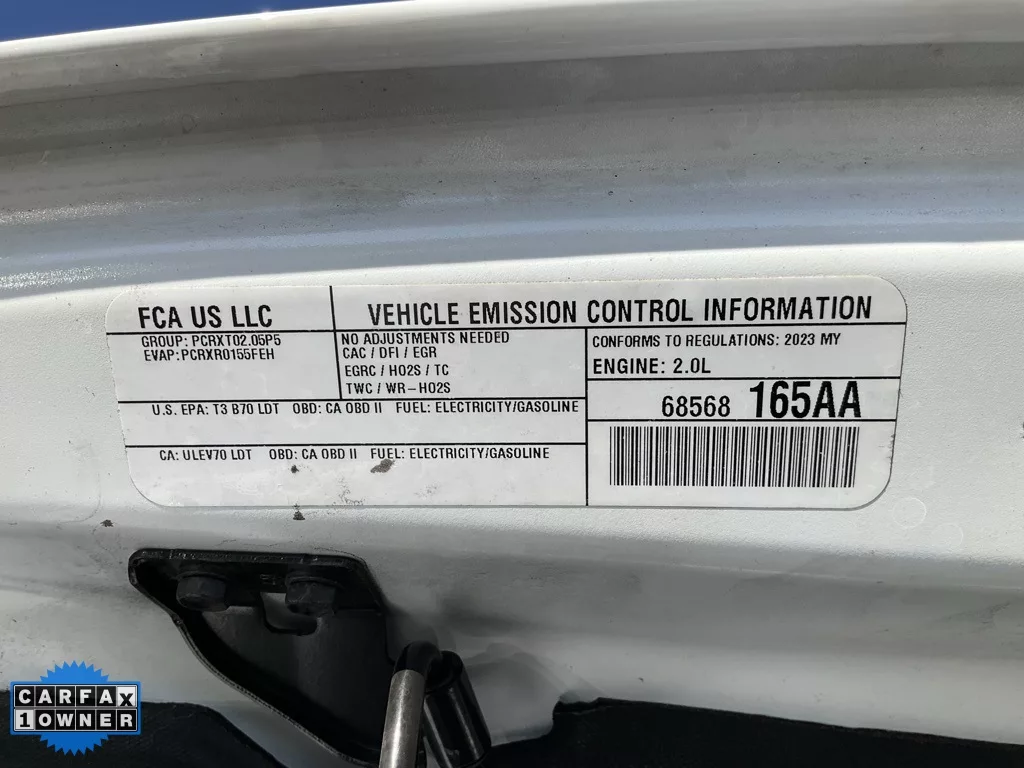 FCA US LLC
VEHICLE EMISSION CONTROL INFORMATION
GROUP: PCRXT02.05P5
EVAP: PCRXR0155FEH
NO ADJUSTMENTS NEEDED
CAC / DFI / EGR
EGRC / HO2S / TC
TWC / WR-HO2S
CONFORMS TO REGULATIONS: 2023 MY
ENGINE: 2.0L
68568 165AA
U.S. EPA: T3 B70 LDT OBD: CA OBD II FUEL: ELECTRICITY/GASOLINE
CA: ULEV70 LDT OBD: CA OBD II FUEL: ELECTRICITY/GASOLINE
CARFAX
1 OWNER